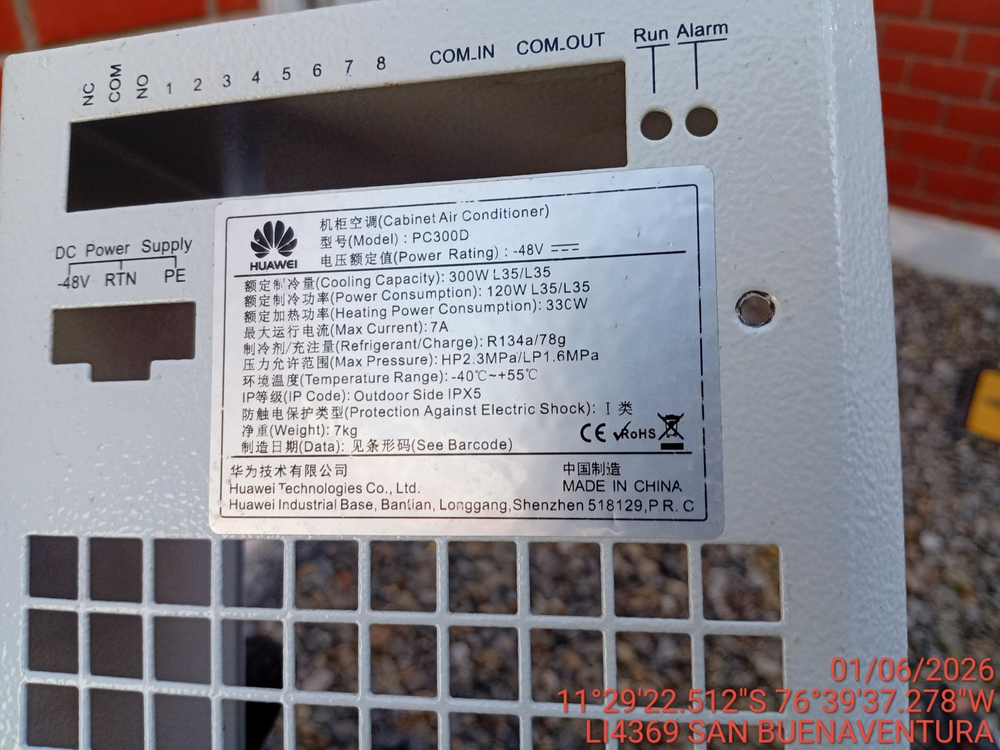 NC COM NO 1 2 3 4 5 6 7 8 COM_IN COM_OUT Run Alarm
DC Power Supply
-48V RTN PE
HUAWEI
机柜空调(Cabinet Air Conditioner)
型号(Model) : PC300D
电压额定值(Power Rating) : -48V
额定制冷量(Cooling Capacity): 300W L35/L35
额定制冷功率(Power Consumption): 120W L35/L35
额定加热功率(Heating Power Consumption): 330W
最大运行电流(Max Current): 7A
制冷剂/充注量(Refrigerant/Charge): R134a/78g
压力允许范围(Max Pressure): HP2.3MPa/LP1.6MPa
环境温度(Temperature Range): -40℃~+55℃
IP等级(IP Code): Outdoor Side IPX5
防触电保护类型(Protection Against Electric Shock): I 类
净重(Weight): 7kg
CE RoHS
制造日期(Data): 见条形码(See Barcode)
华为技术有限公司 中国制造
Huawei Technologies Co., Ltd. MADE IN CHINA
Huawei Industrial Base, Bantian, Longgang,Shenzhen 518129,P.R. C
01/06/2026
11°29'22.512"S 76°39'37.278"W
LI4369 SAN BUENAVENTURA